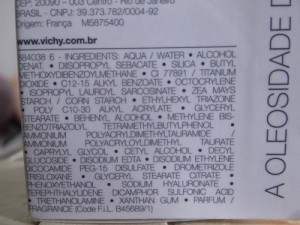 DEP: 20090 - 003 Centro - Rio de Janeiro
BRASIL - CNPJ: 39.373.782/0004-92
Origem: França M5875400
www.vichy.com.br
884038 6 - INGREDIENTS: AQUA / WATER • ALCOHOL
DENAT. • DIISOPROPYL SEBACATE • SILICA • BUTYL
METHOXYDIBENZOYLMETHANE • CI 77891 / TITANIUM
DIOXIDE • C12-15 ALKYL BENZOATE • OCTOCRYLENE
• ISOPROPYL LAUROYL SARCOSINATE • ZEA MAYS
STARCH / CORN STARCH • ETHYLHEXYL TRIAZONE
• POLY C10-30 ALKYL ACRYLATE • GLYCERYL
STEARATE • BEHENYL ALCOHOL • METHYLENE BIS-
BENZOTRIAZOLYL TETRAMETHYLBUTYLPHENOL •
AMMONIUM POLYACRYLDIMETHYLTAURAMIDE /
AMMONIUM POLYACRYLOYLDIMETHYL TAURATE
• CAPRYLYL GLYCOL • CETYL ALCOHOL • DECYL
GLUCOSIDE • DISODIUM EDTA • DISODIUM ETHYLENE
DICOCAMIDE PEG-15 DISULFATE • DROMETRIZOLE
TRISILOXANE • GLYCERYL STEARATE CITRATE •
PHENOXYETHANOL • SODIUM HYALURONATE •
TEREPHTHALYLIDENE DICAMPHOR SULFONIC ACID
• TRIETHANOLAMINE • XANTHAN GUM • PARFUM /
FRAGRANCE (Code F.I.L. B45689/1)
A OLEOSIDADE D